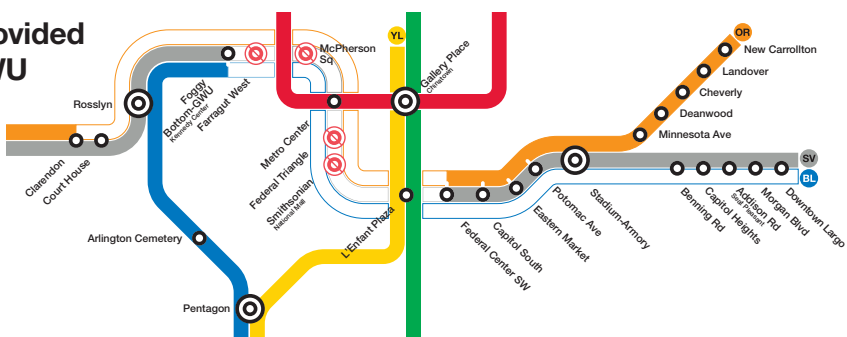 ovided
VU
YL
OR
McPherson
Sq
Gallery Place
Chinatown
New Carrollton
Landover
Cheverly
Deanwood
Minnesota Ave
Rosslyn
Foggy
Bottom-GWU
Kennedy Center
Farragut West
Clarendon
Court House
Metro Center
Federal Triangle
Smithsonian
National Mall
L'Enfant Plaza
Federal Center SW
Capitol South
Eastern Market
Potomac Ave
Stadium-Armory
SV
BL
Benning Rd
Capitol Heights
Addison Rd
Seat Pleasant
Morgan Blvd
Downtown Largo
Arlington Cemetery
Pentagon